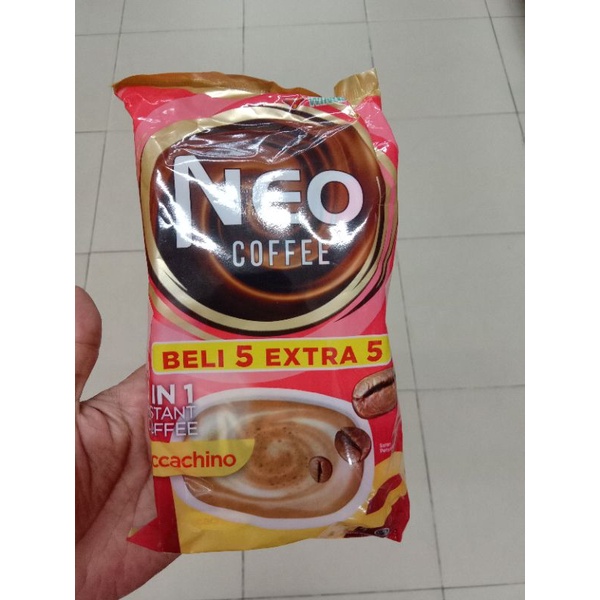 NEO
COFFEE
BELI 5 EXTRA 5
IN 1
STANT
FFEE
ccachino